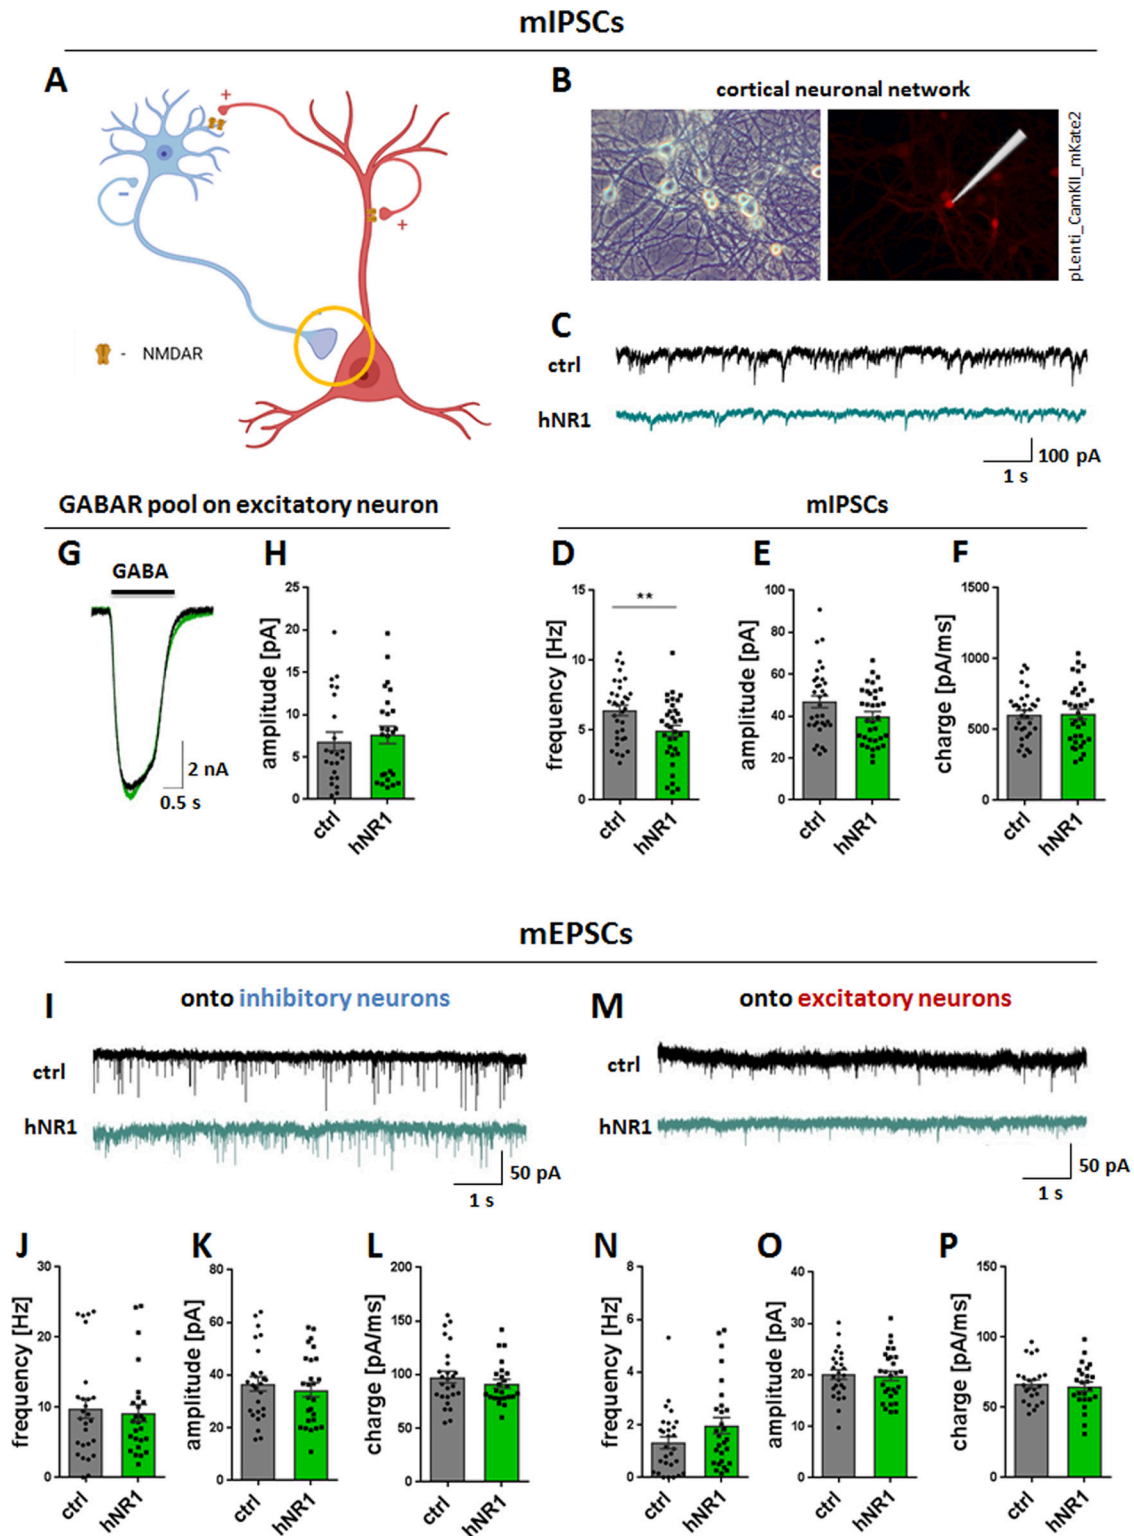 mIPSCs
A
B
cortical neuronal network
pLenti_CamKII_mKate2
+
-
+
- NMDAR
C
ctrl
hNR1
100 pA
1 s
GABAR pool on excitatory neuron
mIPSCs
G
GABA
2 nA
0.5 s
H
amplitude [pA]
25
20
15
10
5
0
ctrl
hNR1
D
frequency [Hz]
15
10
5
0
**
ctrl
hNR1
E
amplitude [pA]
100
80
60
40
20
0
ctrl
hNR1
F
charge [pA/ms]
1500
1000
500
0
ctrl
hNR1
mEPSCs
I
onto inhibitory neurons
ctrl
hNR1
50 pA
1 s
M
onto excitatory neurons
ctrl
hNR1
50 pA
1 s
J
frequency [Hz]
30
20
10
0
ctrl
hNR1
K
amplitude [pA]
80
60
40
20
0
ctrl
hNR1
L
charge [pA/ms]
200
150
100
50
0
ctrl
hNR1
N
frequency [Hz]
8
6
4
2
0
ctrl
hNR1
O
amplitude [pA]
40
30
20
10
0
ctrl
hNR1
P
charge [pA/ms]
150
100
50
0
ctrl
hNR1